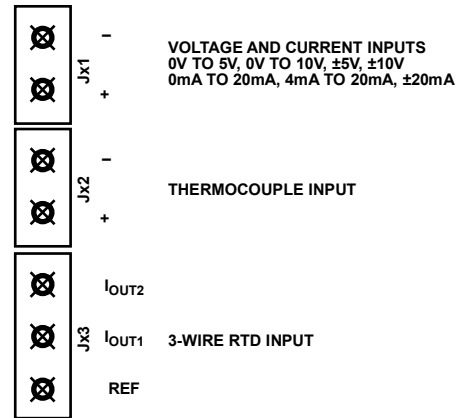 −
Jx1
+
VOLTAGE AND CURRENT INPUTS
0V TO 5V, 0V TO 10V, ±5V, ±10V
0mA TO 20mA, 4mA TO 20mA, ±20mA
−
Jx2
+
THERMOCOUPLE INPUT
IOUT2
Jx3
IOUT1
3-WIRE RTD INPUT
REF